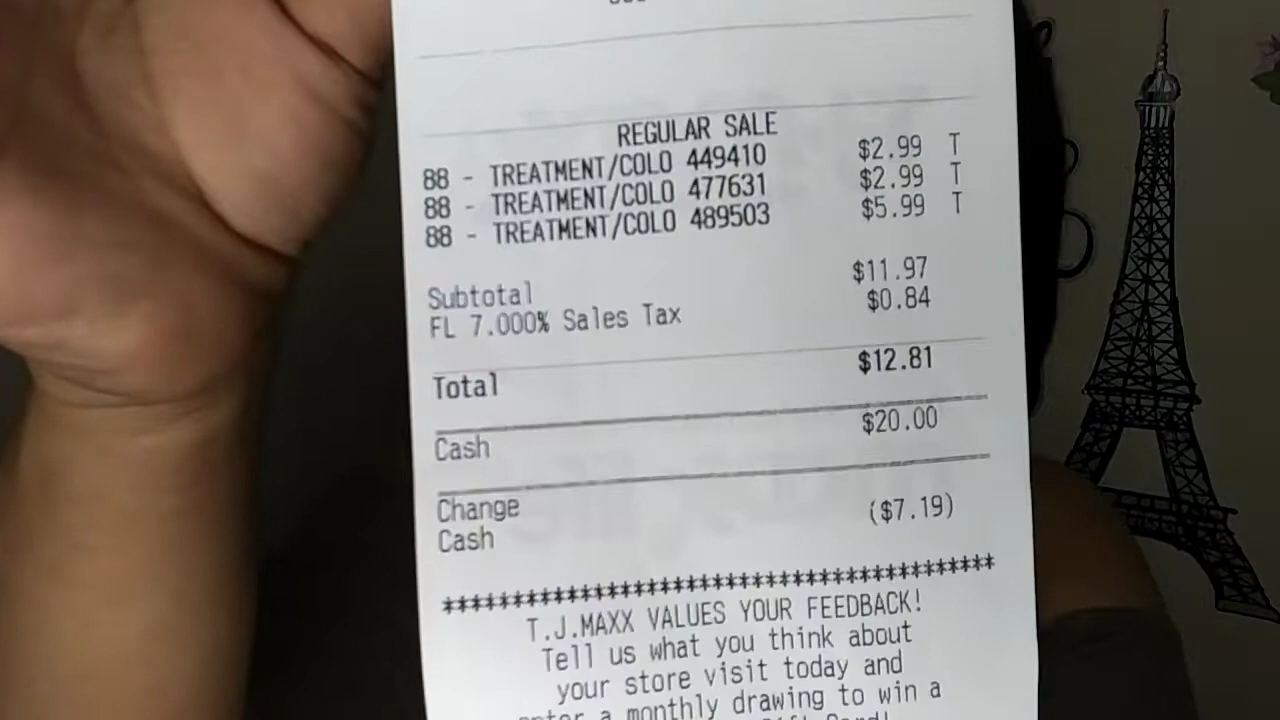 REGULAR SALE
88 - TREATMENT/COLO 449410 $2.99 T
88 - TREATMENT/COLO 477631 $2.99 T
88 - TREATMENT/COLO 489503 $5.99 T
Subtotal $11.97
FL 7.000% Sales Tax $0.84
Total $12.81
Cash $20.00
Change
Cash ($7.19)
******************************************
T.J.MAXX VALUES YOUR FEEDBACK!
Tell us what you think about
your store visit today and
enter a monthly drawing to win a